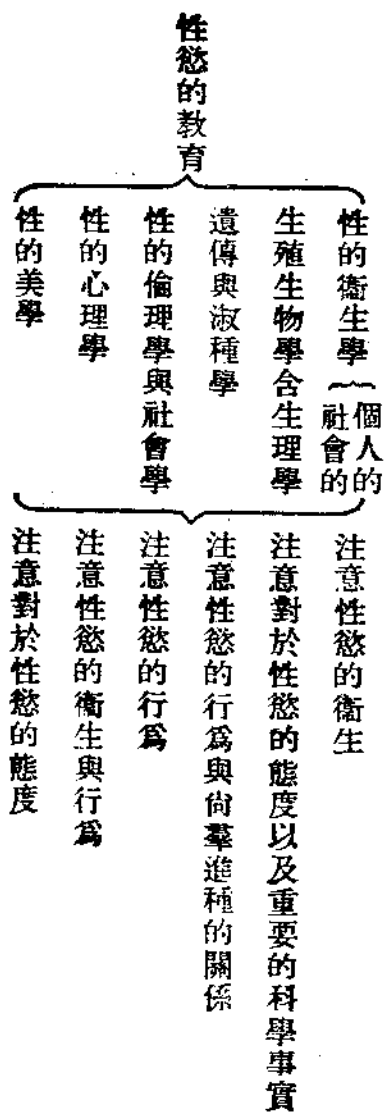 性慾的教育
性的衞生學
個人的
社會的
生殖生物學含生理學
遺傳與淑種學
性的倫理學與社會學
性的心理學
性的美學
注意性慾的衞生
注意對於性慾的態度以及重要的科學事實
注意性慾的行爲與尙羣進種的關係
注意性慾的行爲
注意性慾的衞生與行爲
注意對於性慾的態度